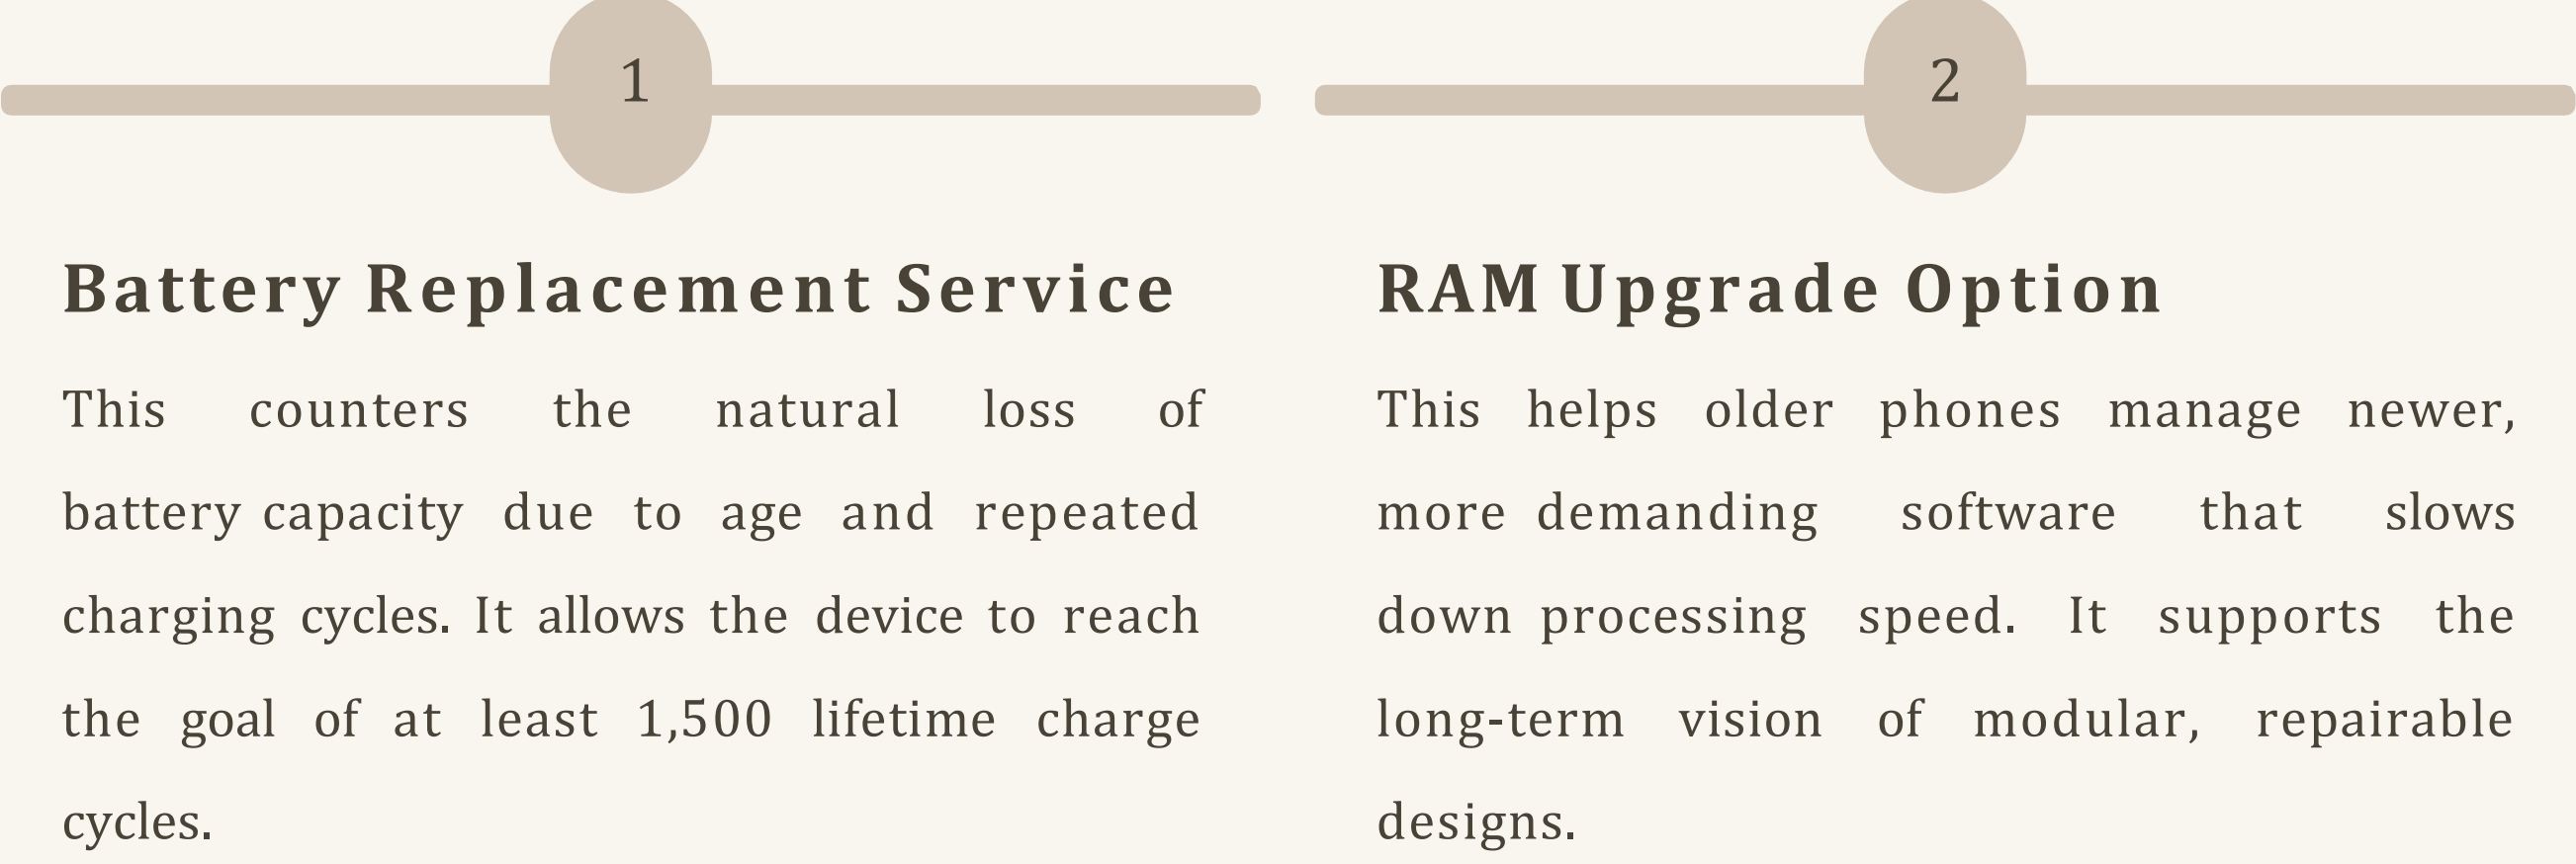 1
Battery Replacement Service
This counters the natural loss of
battery capacity due to age and repeated
charging cycles. It allows the device to reach
the goal of at least 1,500 lifetime charge
cycles.
2
RAM Upgrade Option
This helps older phones manage newer,
more demanding software that slows
down processing speed. It supports the
long-term vision of modular, repairable
designs.